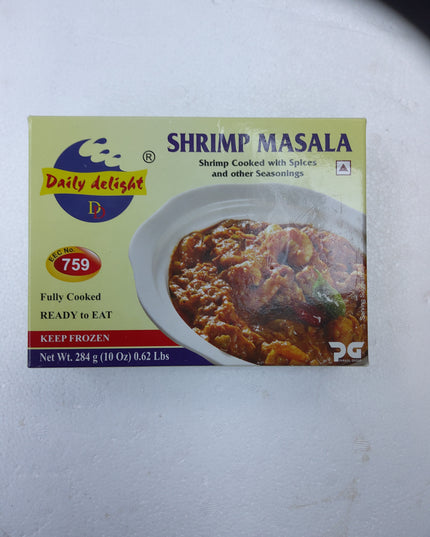 SHRIMP MASALA
®
Shrimp Cooked with Spices
and other Seasonings
Daily delight
DD
EEC No.
759
Fully Cooked
READY to EAT
KEEP FROZEN
Net Wt. 284 g (10 Oz) 0.62 Lbs
PG